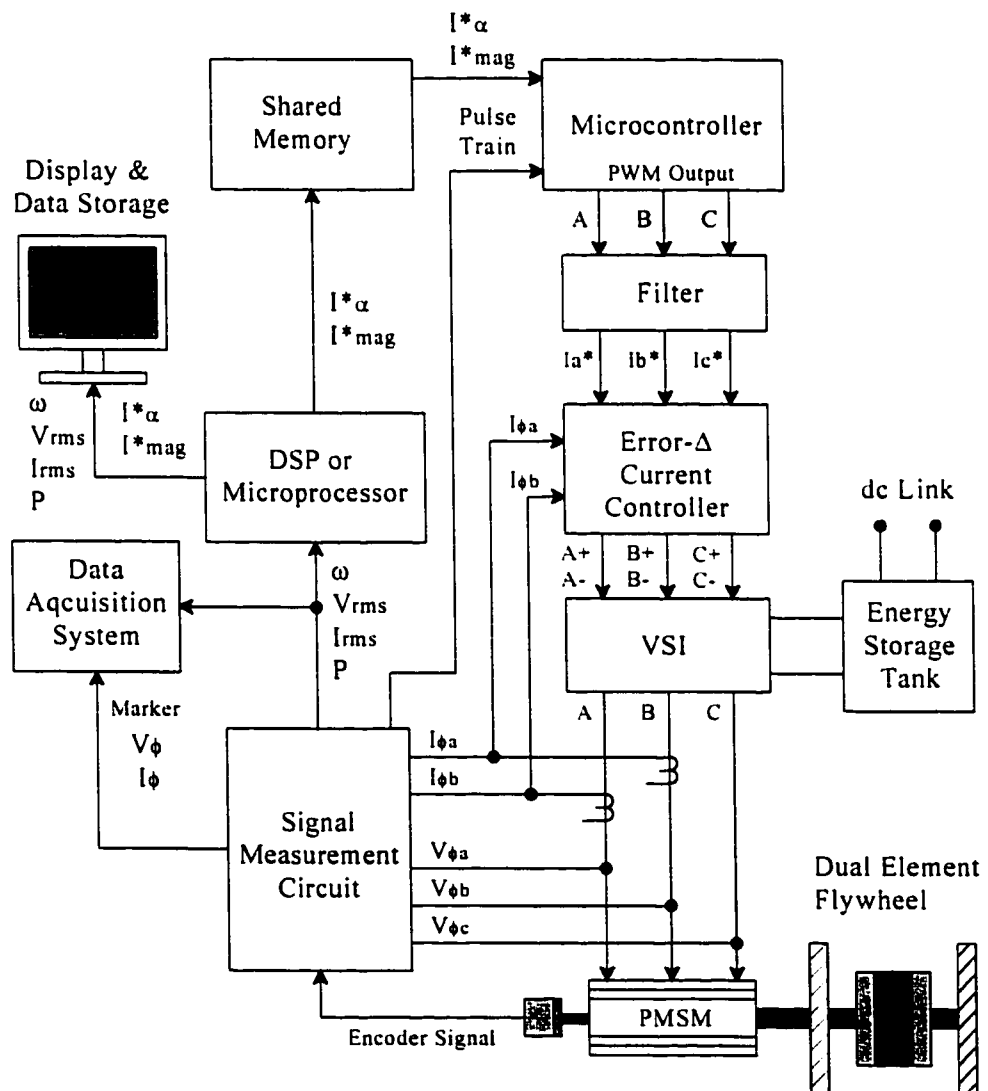 I*α
I*mag
Shared
Memory
Pulse
Train
Microcontroller
PWM Output
Display &
Data Storage
A B C
Filter
I*α
I*mag
Ia* Ib* Ic*
ω
Vrms
Irms
P
I*α
I*mag
DSP or
Microprocessor
Iϕa
Iϕb
Error-Δ
Current
Controller
dc Link
A+ B+ C+
A- B- C-
Data
Aqcuisition
System
ω
Vrms
Irms
P
VSI
Energy
Storage
Tank
A B C
Marker
Vϕ
Iϕ
Iϕa
Iϕb
Signal
Measurement
Circuit
Vϕa
Vϕb
Vϕc
Dual Element
Flywheel
PMSM
Encoder Signal